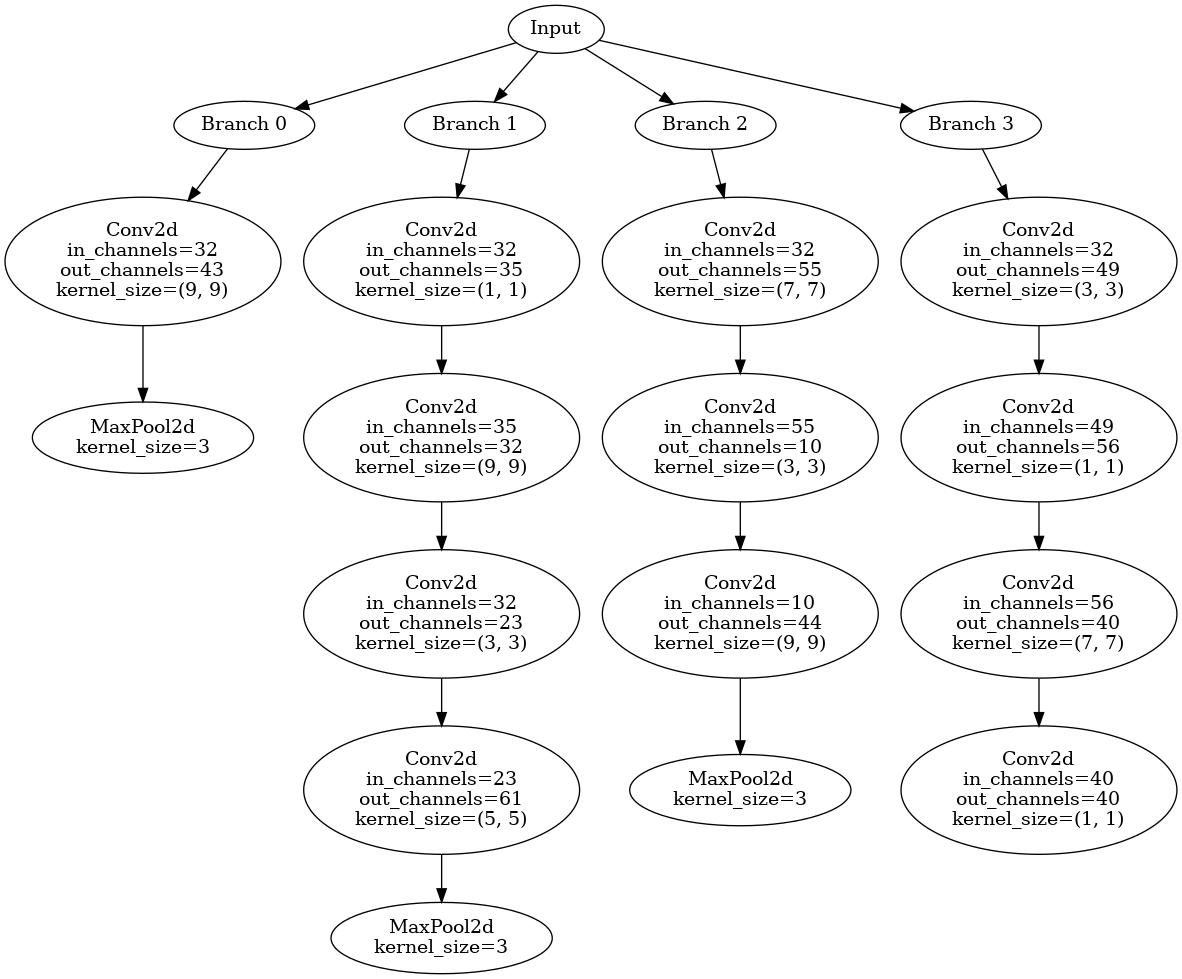 Input
Branch 0
Branch 1
Branch 2
Branch 3
Conv2d
in_channels=32
out_channels=43
kernel_size=(9, 9)
Conv2d
in_channels=32
out_channels=35
kernel_size=(1, 1)
Conv2d
in_channels=32
out_channels=55
kernel_size=(7, 7)
Conv2d
in_channels=32
out_channels=49
kernel_size=(3, 3)
MaxPool2d
kernel_size=3
Conv2d
in_channels=35
out_channels=32
kernel_size=(9, 9)
Conv2d
in_channels=55
out_channels=10
kernel_size=(3, 3)
Conv2d
in_channels=49
out_channels=56
kernel_size=(1, 1)
Conv2d
in_channels=32
out_channels=23
kernel_size=(3, 3)
Conv2d
in_channels=10
out_channels=44
kernel_size=(9, 9)
Conv2d
in_channels=56
out_channels=40
kernel_size=(7, 7)
Conv2d
in_channels=23
out_channels=61
kernel_size=(5, 5)
MaxPool2d
kernel_size=3
Conv2d
in_channels=40
out_channels=40
kernel_size=(1, 1)
MaxPool2d
kernel_size=3